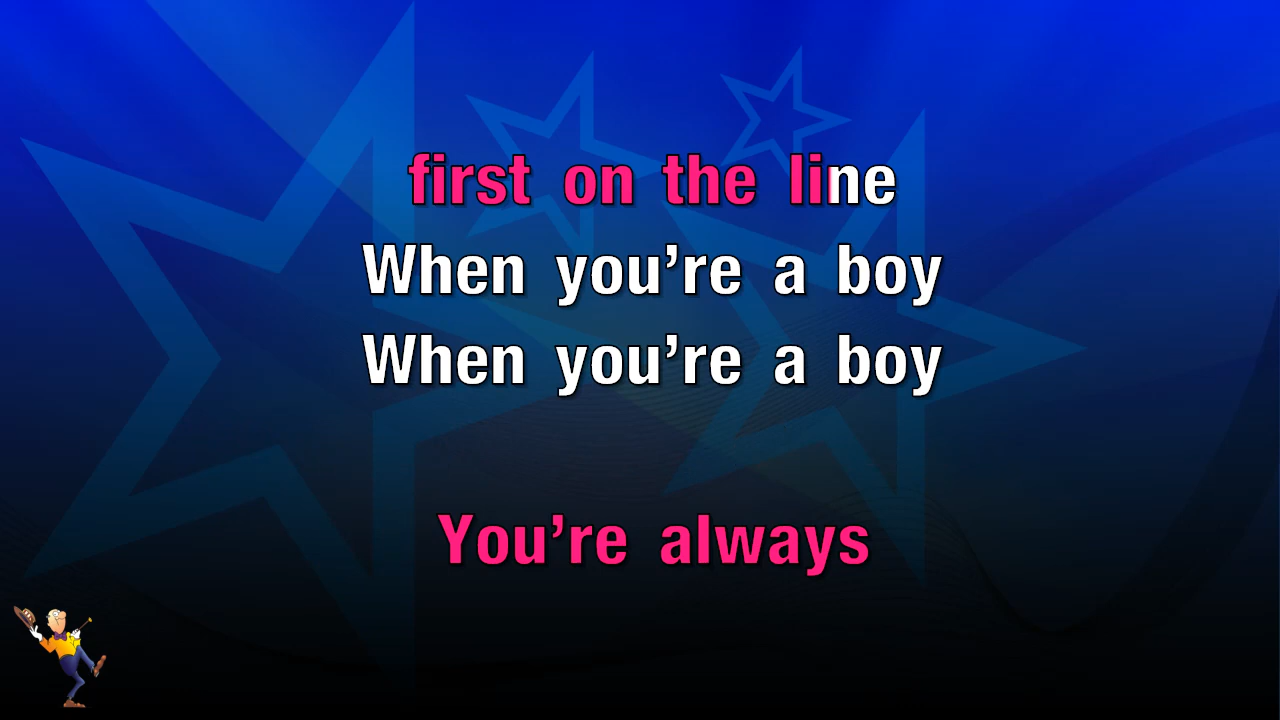 first on the line
When you’re a boy
When you’re a boy
You’re always